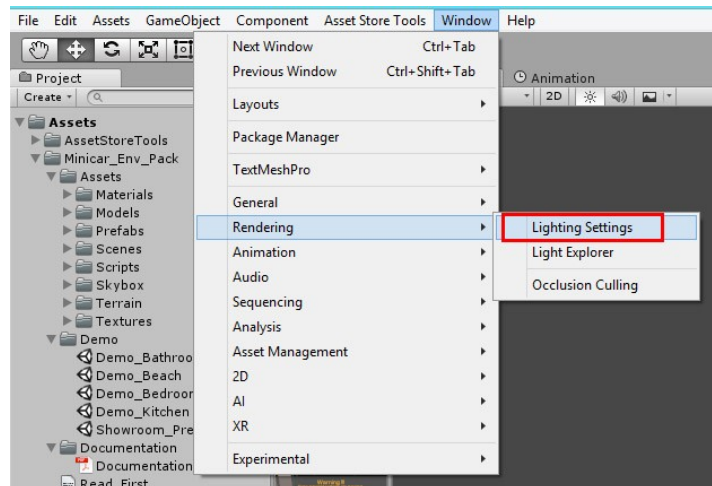 File Edit Assets GameObject Component Asset Store Tools Window Help
Project
Create
Assets
AssetStoreTools
Minicar_Env_Pack
Assets
Materials
Models
Prefabs
Scenes
Scripts
Skybox
Terrain
Textures
Demo
Demo_Bathroo
Demo_Beach
Demo_Bedroor
Demo_Kitchen
Showroom_Pre
Documentation
Documentation
Read_First
Next Window Ctrl+Tab
Previous Window Ctrl+Shift+Tab
Layouts
Package Manager
TextMeshPro
General
Rendering
Animation
Audio
Sequencing
Analysis
Asset Management
2D
AI
XR
Experimental
Lighting Settings
Light Explorer
Occlusion Culling
Animation
2D